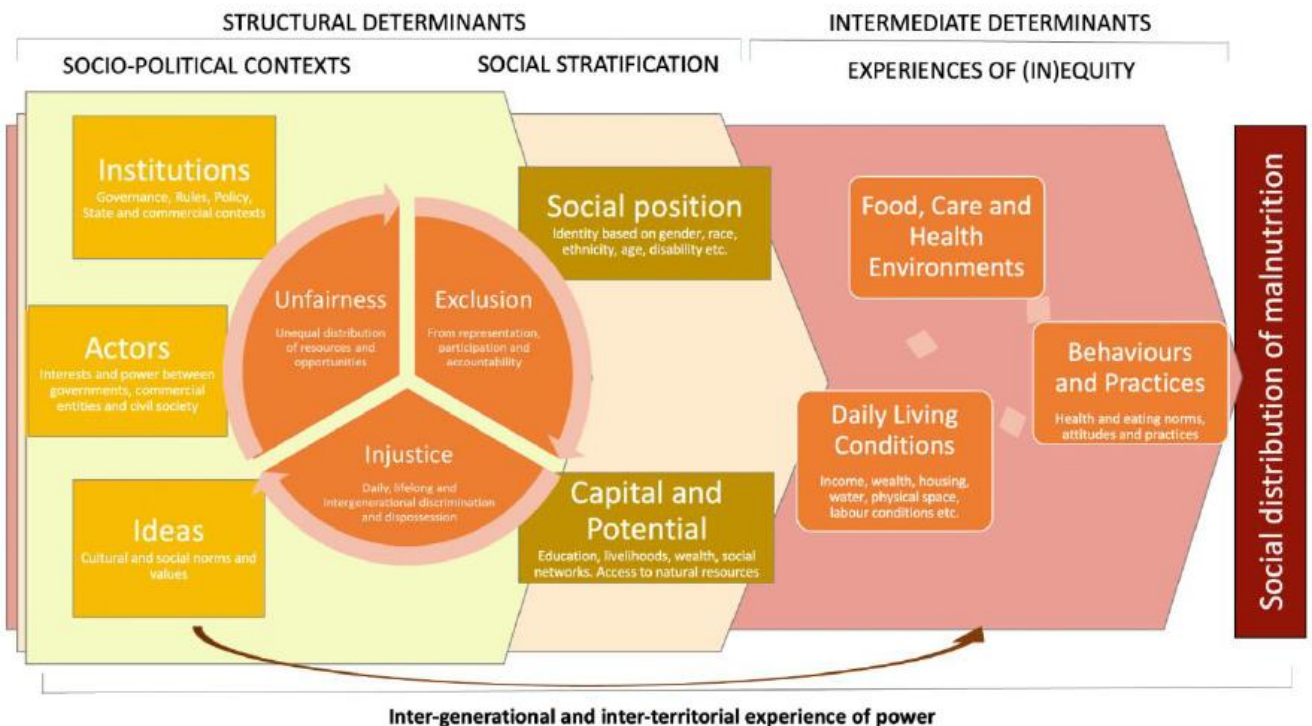 STRUCTURAL DETERMINANTS
INTERMEDIATE DETERMINANTS
SOCIO-POLITICAL CONTEXTS
SOCIAL STRATIFICATION
EXPERIENCES OF (IN)EQUITY
Institutions
Governance, Rules, Policy,
State and commercial contexts
Actors
Interests and power between
governments, commercial
entities and civil society
Ideas
Cultural and social norms and
values
Unfairness
Unequal distribution
of resources and
opportunities
Exclusion
From representation,
participation and
accountability
Injustice
Daily, lifelong and
intergenerational discrimination
and dispossession
Social position
Identity based on gender, race,
ethnicity, age, disability etc.
Capital and
Potential
Education, livelihoods, wealth, social
networks. Access to natural resources
Food, Care and
Health
Environments
Daily Living
Conditions
Income, wealth, housing,
water, physical space,
labour conditions etc.
Behaviours
and Practices
Health and eating norms,
attitudes and practices
Social distribution of malnutrition
Inter-generational and inter-territorial experience of power